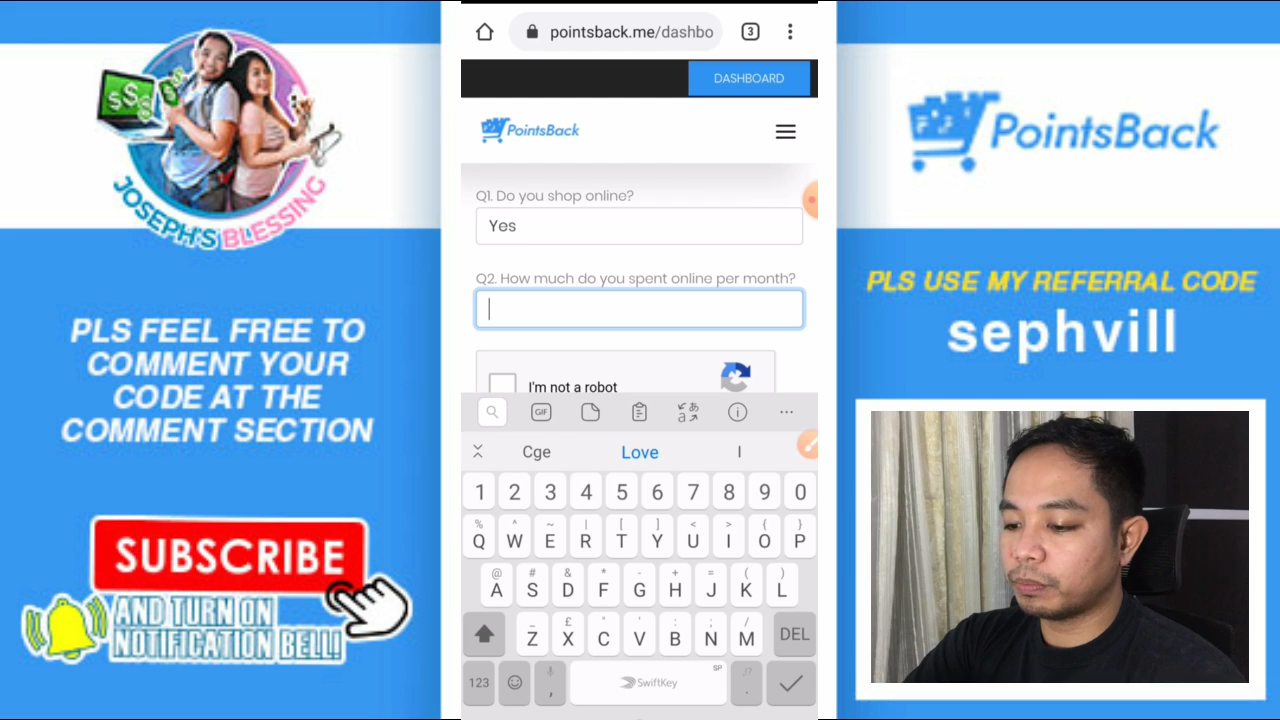 JOSEPH'S BLESSING
PLS FEEL FREE TO
COMMENT YOUR
CODE AT THE
COMMENT SECTION
SUBSCRIBE
AND TURN ON
NOTIFICATION BELL!!
pointsback.me/dashbo
3
DASHBOARD
PointsBack
Q1. Do you shop online?
Yes
Q2. How much do you spent online per month?
I'm not a robot
GIF
Cge Love I
1 2 3 4 5 6 7 8 9 0
% ^ ~ | [ ] < > { }
Q W E R T Y U I O P
@ # & * - + = ( )
A S D F G H J K L
_ £ " ' : ; /
Z X C V B N M DEL
123 , SwiftKey SP !? .
PointsBack
PLS USE MY REFERRAL CODE
sephvill